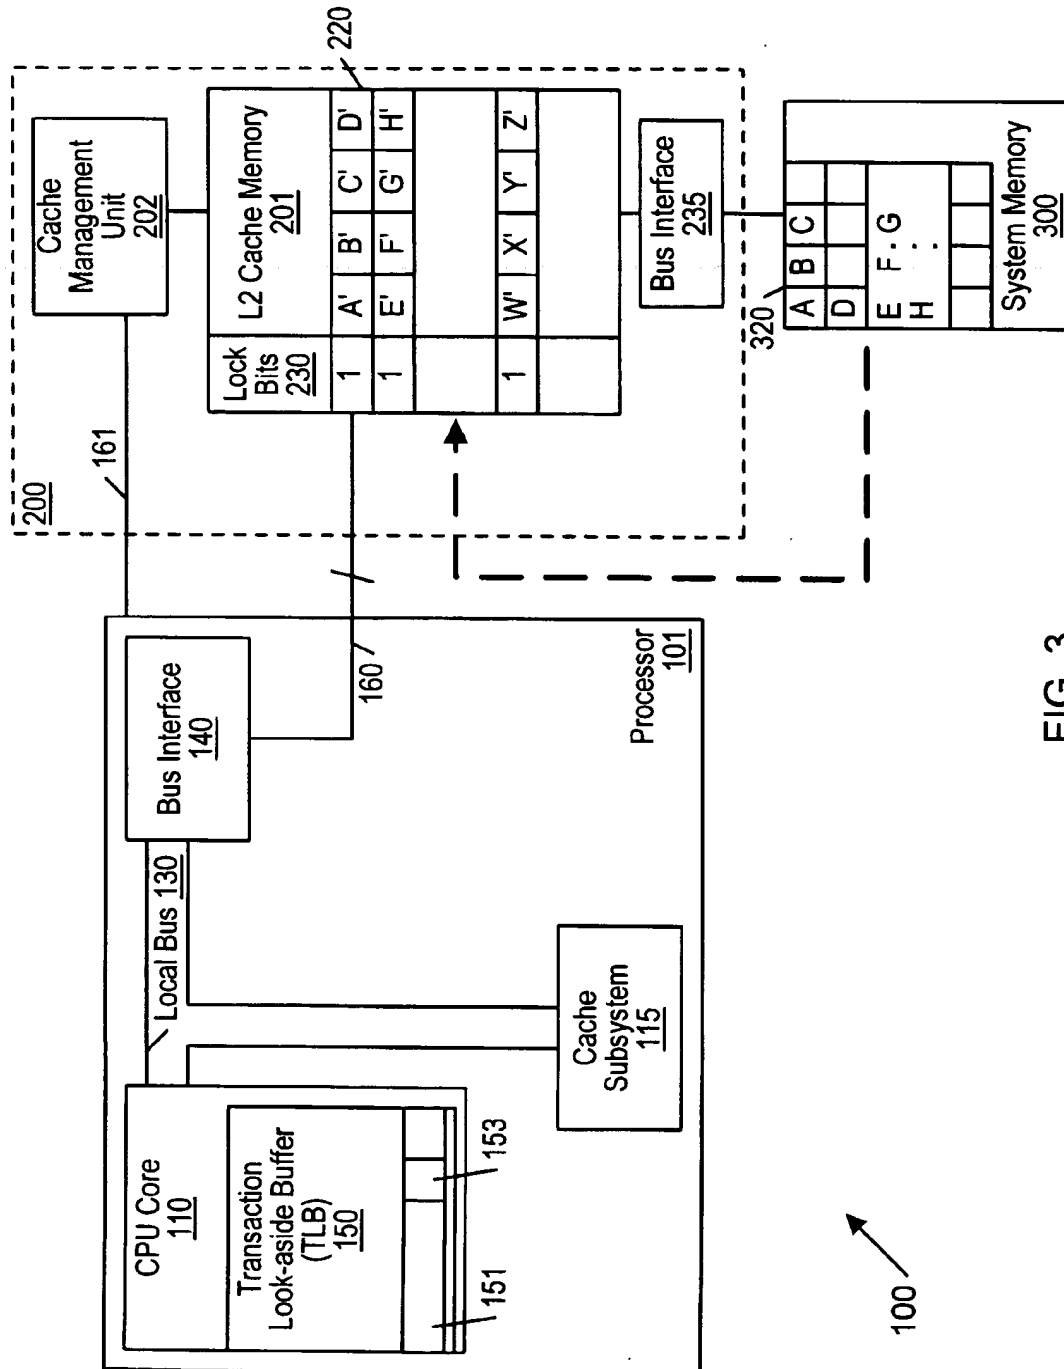 CPU Core
110
Transaction
Look-aside Buffer
(TLB)
150
151
153
Local Bus 130
Cache
Subsystem
115
Bus Interface
140
160
161
Processor
101
100
200
Cache
Management
Unit
202
Lock
Bits
230
L2 Cache Memory
201
1 A' B' C' D'
1 E' F' G' H'
1 W' X' Y' Z'
220
Bus Interface
235
320
A B C
D
E F . G
H : :
System Memory
300
FIG. 3